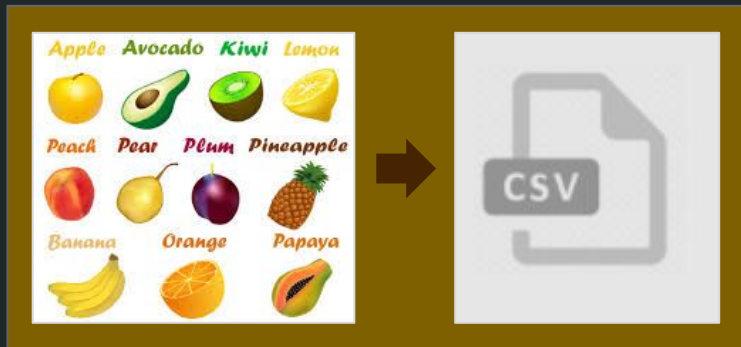 Apple Avocado Kiwi Lemon
Peach Pear Plum Pineapple
Banana Orange Papaya
CSV